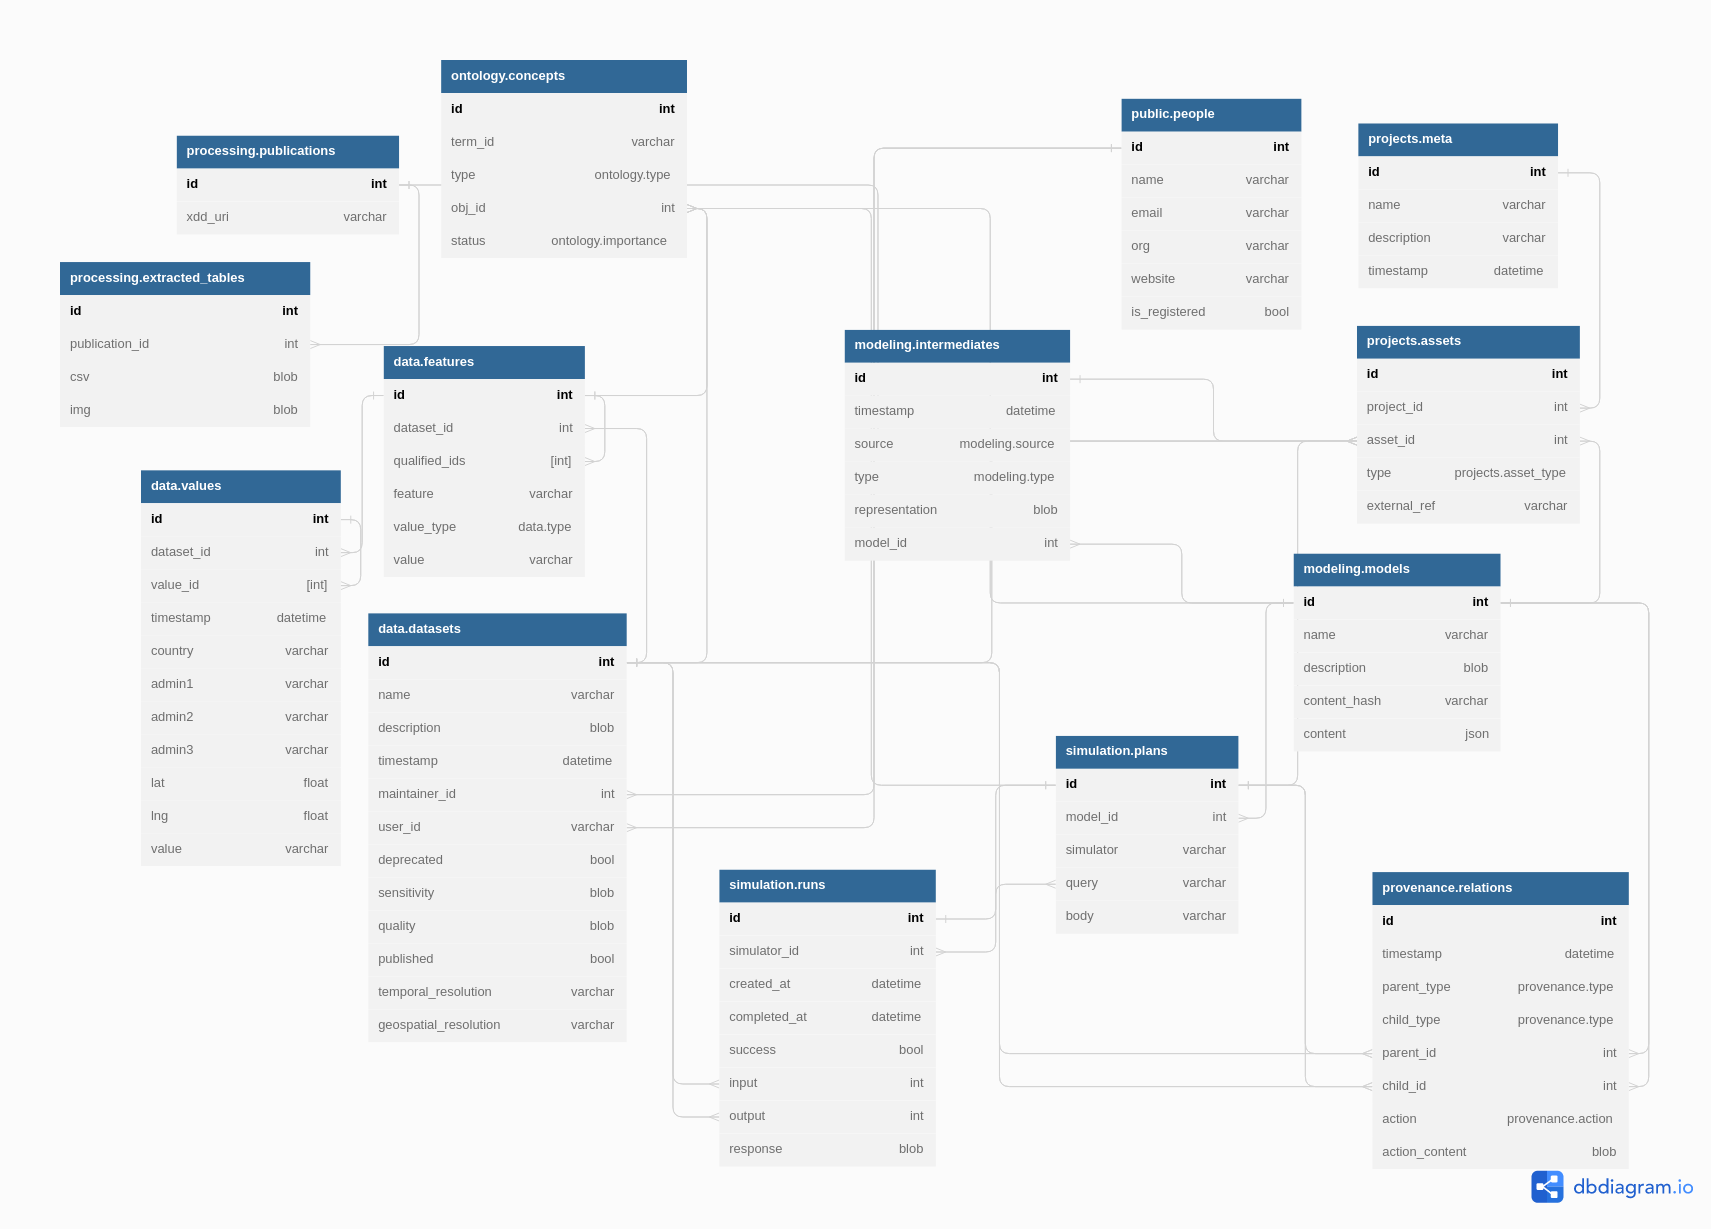 ontology.concepts
id int
term_id varchar
type ontology.type
obj_id int
status ontology.importance
processing.publications
id int
xdd_uri varchar
processing.extracted_tables
id int
publication_id int
csv blob
img blob
data.features
id int
dataset_id int
qualified_ids [int]
feature varchar
value_type data.type
value varchar
data.values
id int
dataset_id int
value_id [int]
timestamp datetime
country varchar
admin1 varchar
admin2 varchar
admin3 varchar
lat float
lng float
value varchar
data.datasets
id int
name varchar
description blob
timestamp datetime
maintainer_id int
user_id varchar
deprecated bool
sensitivity blob
quality blob
published bool
temporal_resolution varchar
geospatial_resolution varchar
public.people
id int
name varchar
email varchar
org varchar
website varchar
is_registered bool
projects.meta
id int
name varchar
description varchar
timestamp datetime
modeling.intermediates
id int
timestamp datetime
source modeling.source
type modeling.type
representation blob
model_id int
projects.assets
id int
project_id int
asset_id int
type projects.asset_type
external_ref varchar
modeling.models
id int
name varchar
description blob
content_hash varchar
content json
simulation.plans
id int
model_id int
simulator varchar
query varchar
body varchar
simulation.runs
id int
simulator_id int
created_at datetime
completed_at datetime
success bool
input int
output int
response blob
provenance.relations
id int
timestamp datetime
parent_type provenance.type
child_type provenance.type
parent_id int
child_id int
action provenance.action
action_content blob
dbdiagram.io